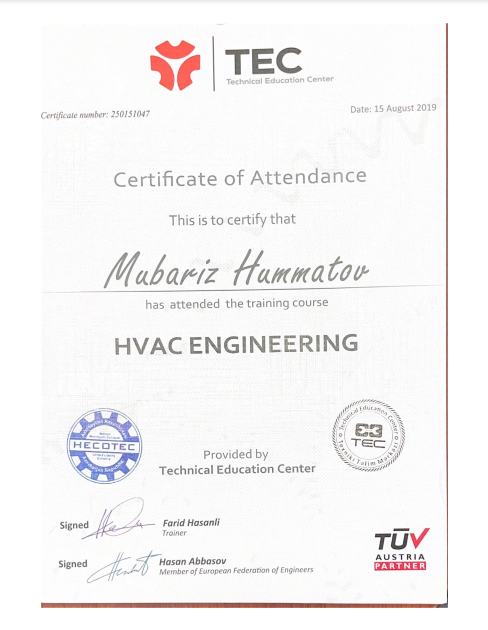 TEC
Technical Education Center
Certificate number: 250151047
Date: 15 August 2019
Certificate of Attendance
This is to certify that
Mubariz Hummatov
has attended the training course
HVAC ENGINEERING
HECOTEC
Technical Education Center
TEC
Texniki Təlim Mərkəzi
Provided by
Technical Education Center
Signed
Farid Hasanli
Trainer
Signed
Hasan Abbasov
Member of European Federation of Engineers
TÜV
AUSTRIA
PARTNER